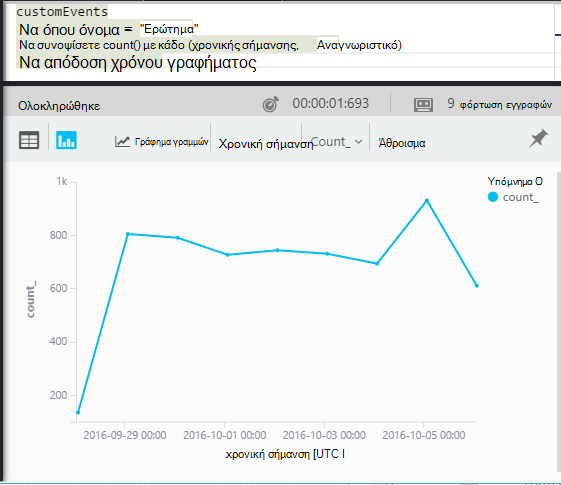 customEvents
Να όπου όνομα = "Ερώτημα"
Να συνοψίσετε count() με κάδο (χρονικής σήμανσης, Αναγνωριστικό)
Να απόδοση χρόνου γραφήματος
Ολοκληρώθηκε 00:00:01:693 9 φόρτωση εγγραφών
Γράφημα γραμμών Χρονική σήμανση Count_ Άθροισμα
Υπόμνημα Ο
count_
1k
800
600
400
200
count_
2016-09-29 00:00 2016-10-01 00:00 2016-10-03 00:00 2016-10-05 00:00
χρονική σήμανση [UTC